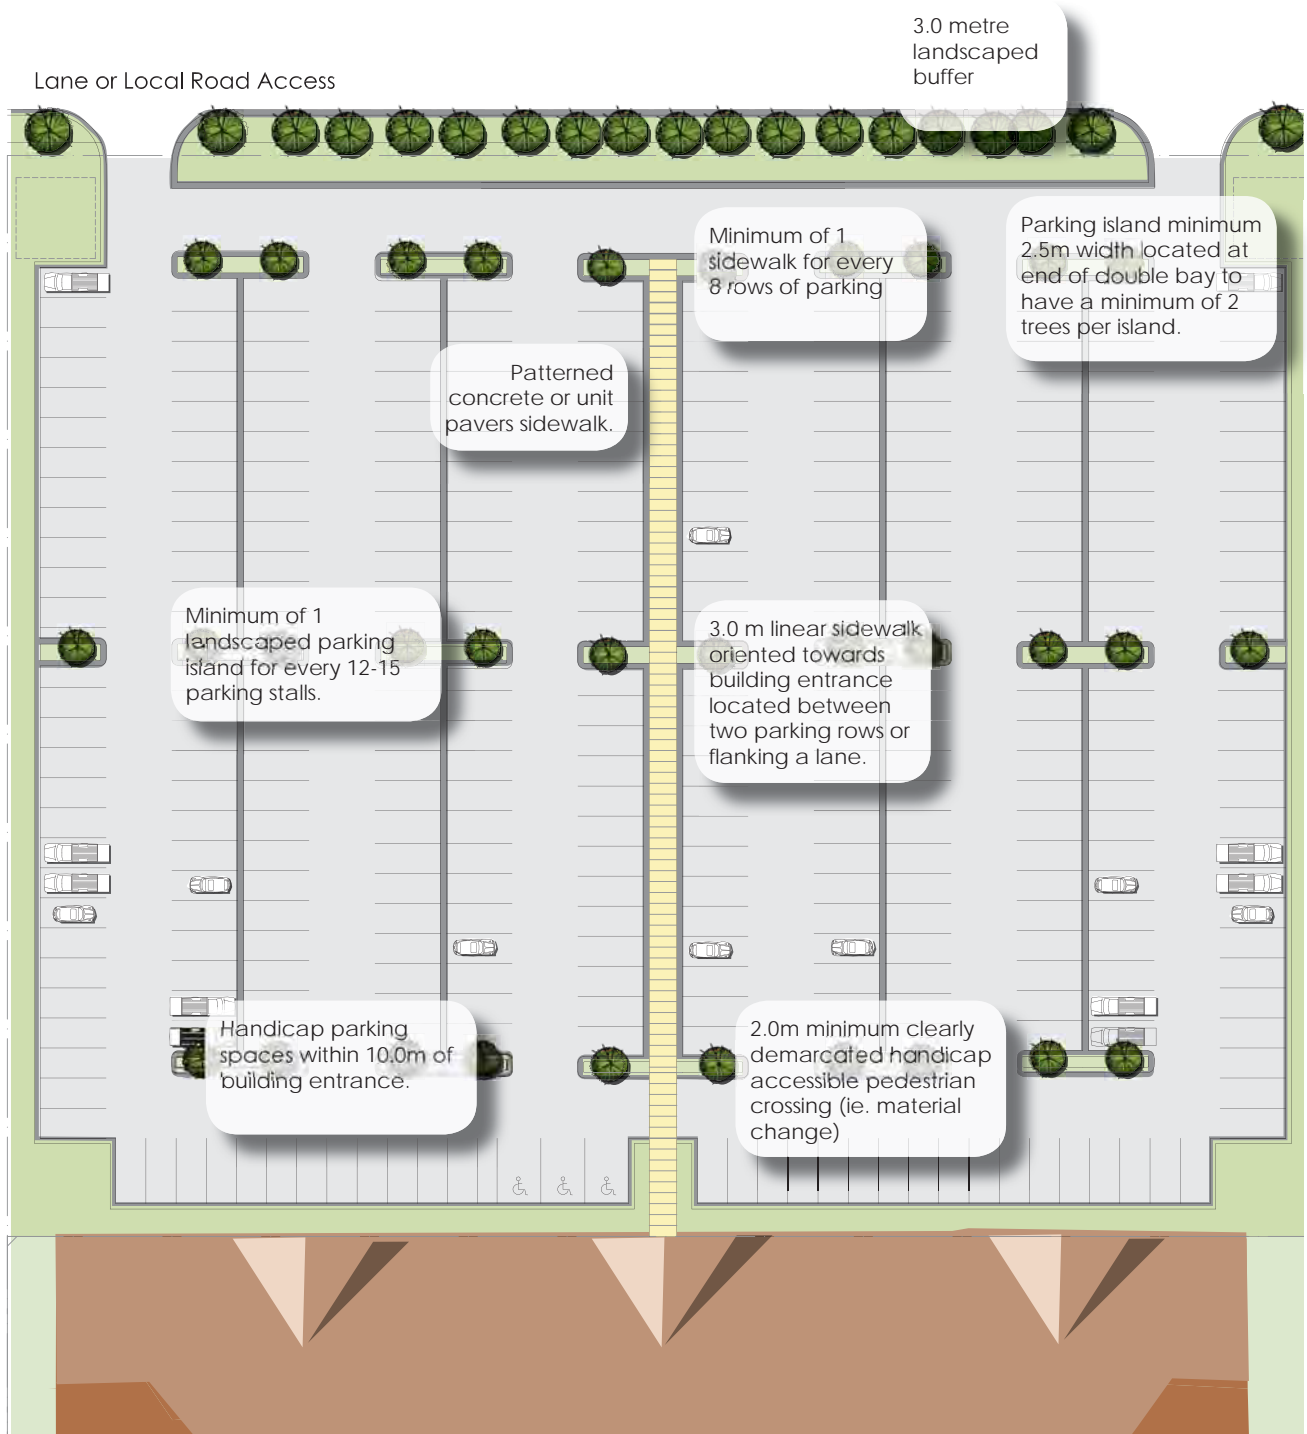 3.0 metre
landscaped
buffer
Lane or Local Road Access
Minimum of 1
sidewalk for every
8 rows of parking
Parking island minimum
2.5m width located at
end of double bay to
have a minimum of 2
trees per island.
Patterned
concrete or unit
pavers sidewalk.
Minimum of 1
landscaped parking
island for every 12-15
parking stalls.
3.0 m linear sidewalk
oriented towards
building entrance
located between
two parking rows or
flanking a lane.
Handicap parking
spaces within 10.0m of
building entrance.
2.0m minimum clearly
demarcated handicap
accessible pedestrian
crossing (ie. material
change)